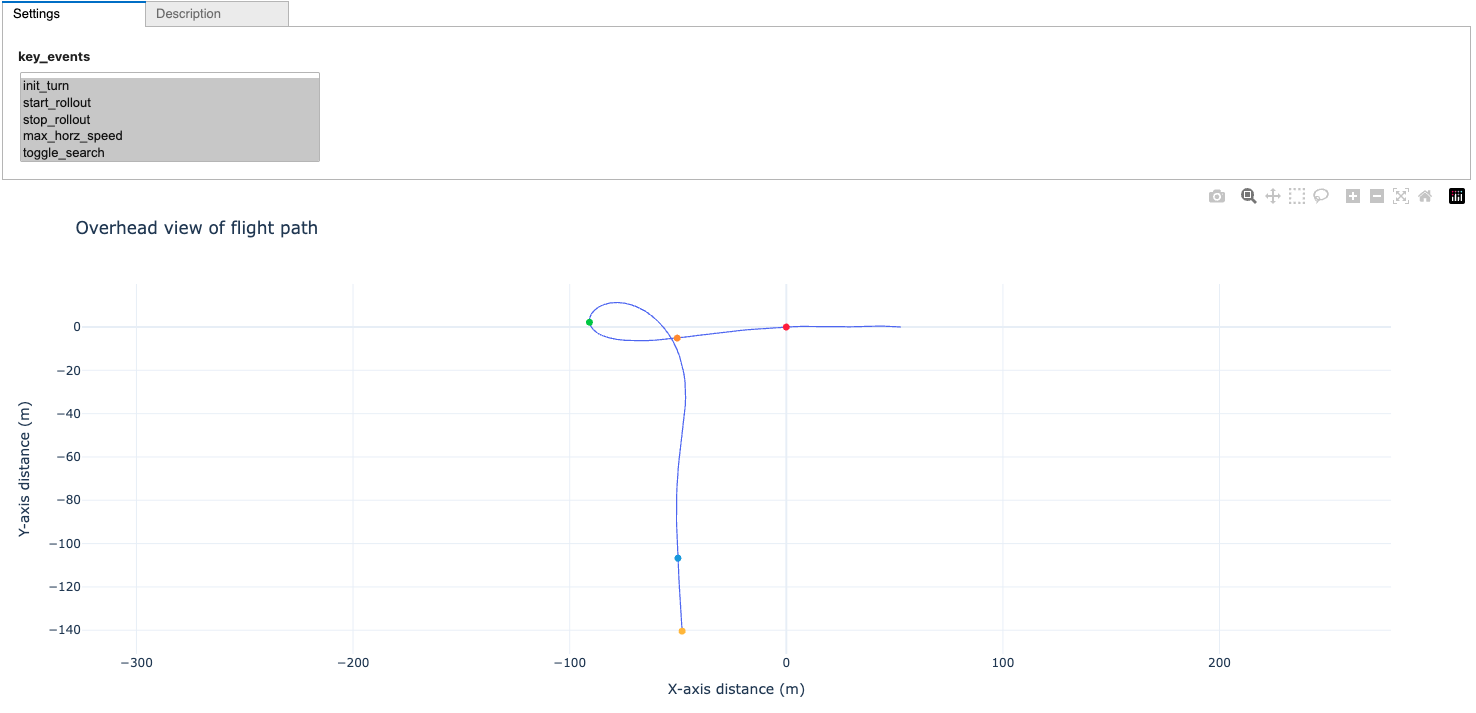 Settings
Description
key_events
init_turn
start_rollout
stop_rollout
max_horz_speed
toggle_search
Overhead view of flight path
0
−20
−40
−60
−80
−100
−120
−140
Y-axis distance (m)
−300
−200
−100
0
100
200
X-axis distance (m)